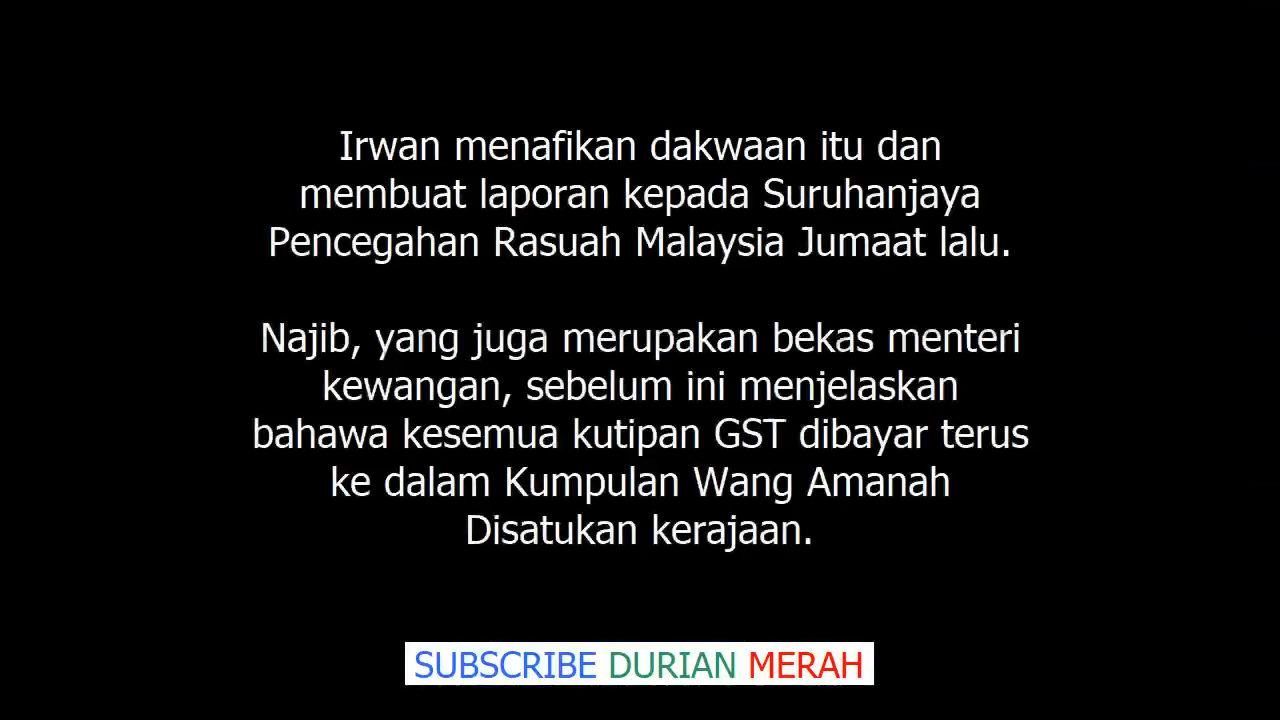 Irwan menafikan dakwaan itu dan
membuat laporan kepada Suruhanjaya
Pencegahan Rasuah Malaysia Jumaat lalu.
Najib, yang juga merupakan bekas menteri
kewangan, sebelum ini menjelaskan
bahawa kesemua kutipan GST dibayar terus
ke dalam Kumpulan Wang Amanah
Disatukan kerajaan.
SUBSCRIBE DURIAN MERAH